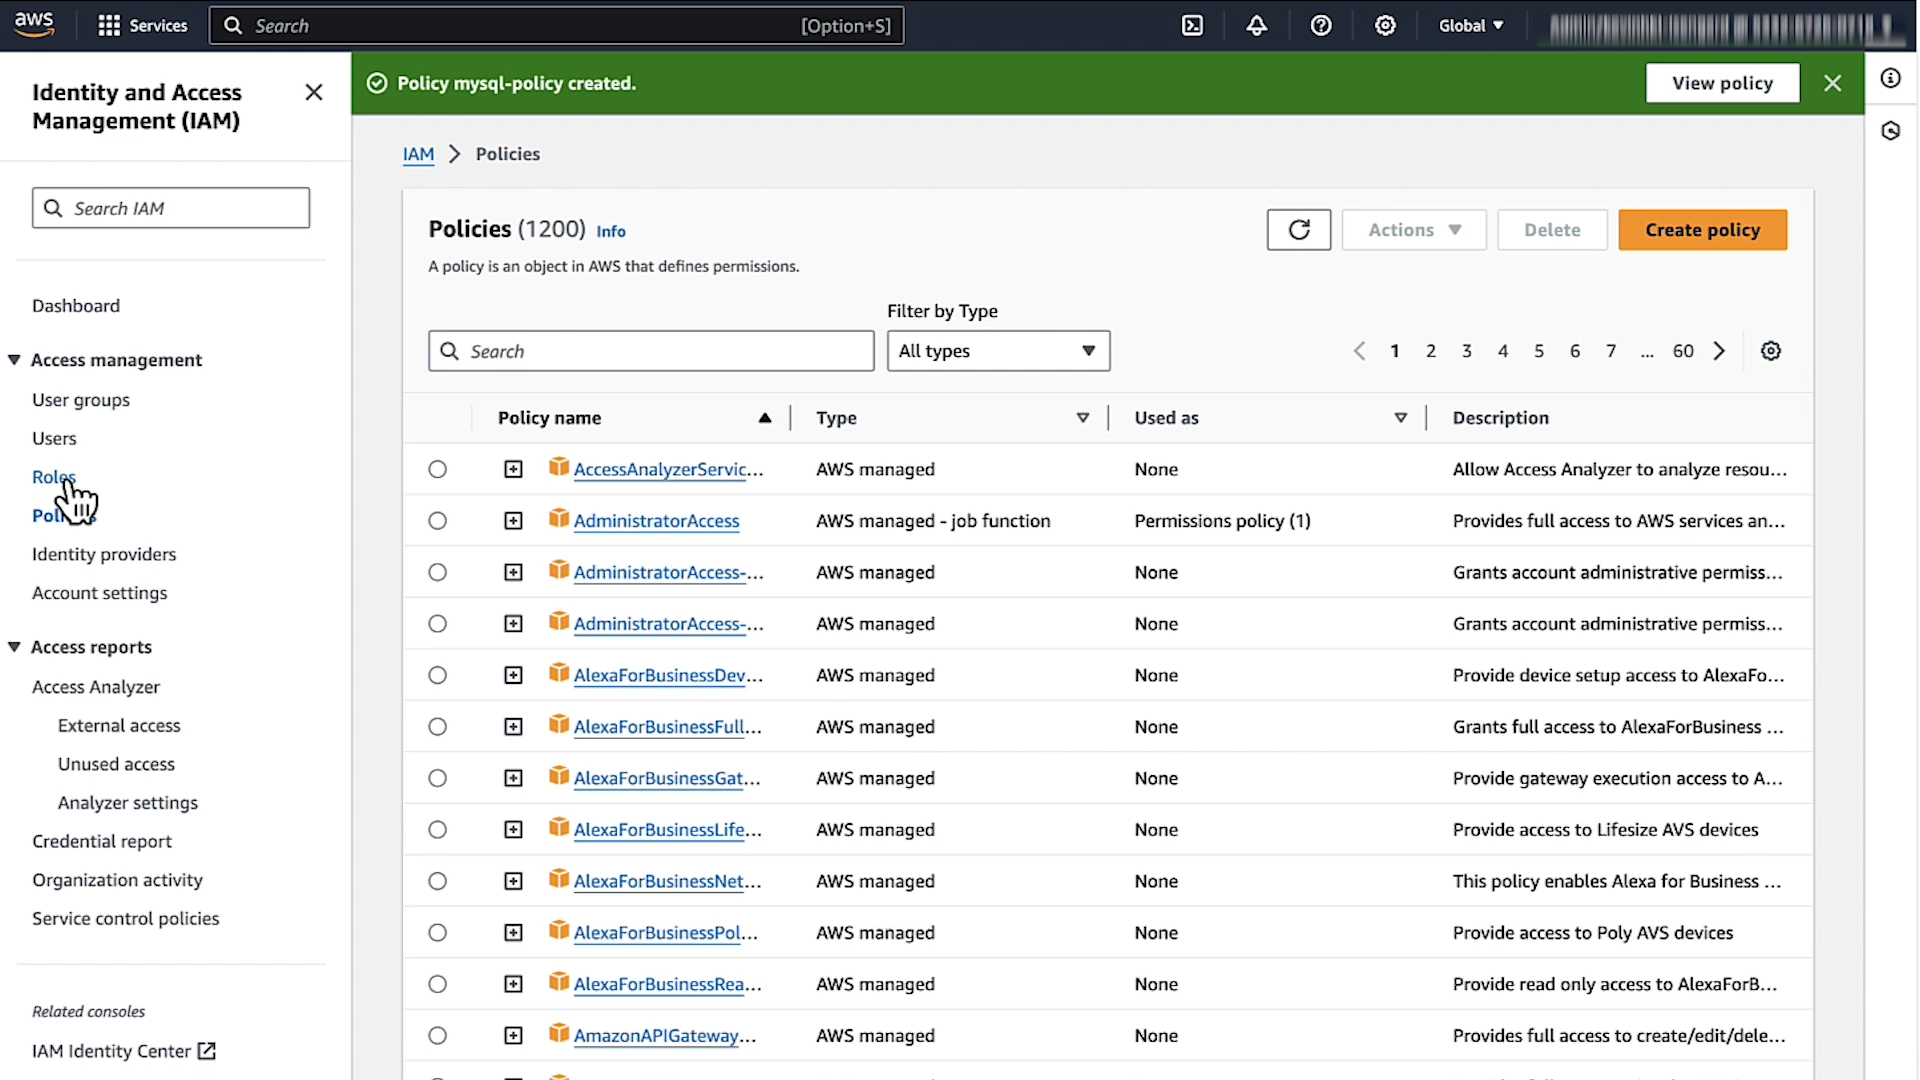 aws
Services
Search
[Option+S]
Global
Identity and Access
Management (IAM)
Search IAM
Dashboard
Access management
User groups
Users
Roles
Identity providers
Account settings
Access reports
Access Analyzer
External access
Unused access
Analyzer settings
Credential report
Organization activity
Service control policies
Related consoles
IAM Identity Center
Policy mysql-policy created.
View policy
IAM > Policies
Policies (1200) Info
Actions
Delete
Create policy
A policy is an object in AWS that defines permissions.
Filter by Type
Search
All types
1 2 3 4 5 6 7 ... 60
Policy name Type Used as Description
AccessAnalyzerServic... AWS managed None Allow Access Analyzer to analyze resou...
AdministratorAccess AWS managed - job function Permissions policy (1) Provides full access to AWS services an...
AdministratorAccess-... AWS managed None Grants account administrative permiss...
AdministratorAccess-... AWS managed None Grants account administrative permiss...
AlexaForBusinessDev... AWS managed None Provide device setup access to AlexaFo...
AlexaForBusinessFull... AWS managed None Grants full access to AlexaForBusiness ...
AlexaForBusinessGat... AWS managed None Provide gateway execution access to A...
AlexaForBusinessLife... AWS managed None Provide access to Lifesize AVS devices
AlexaForBusinessNet... AWS managed None This policy enables Alexa for Business ...
AlexaForBusinessPol... AWS managed None Provide access to Poly AVS devices
AlexaForBusinessRea... AWS managed None Provide read only access to AlexaForB...
AmazonAPIGateway... AWS managed None Provides full access to create/edit/dele...